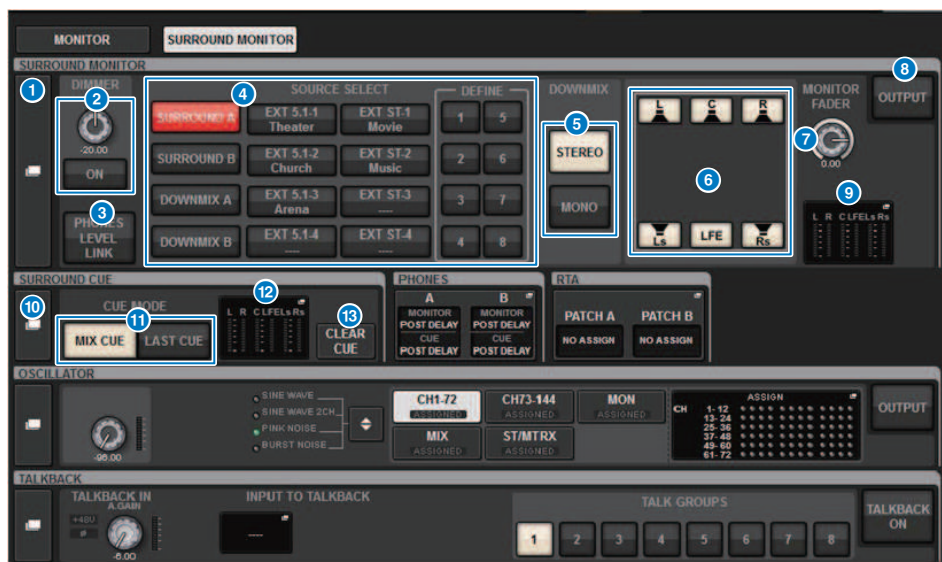 MONITOR
SURROUND MONITOR
SURROUND MONITOR
1
2
DIMMER
-20.00
ON
3
PHONES LEVEL LINK
4
SOURCE SELECT
DEFINE
SURROUND A
EXT 5.1-1 Theater
EXT ST-1 Movie
1
5
SURROUND B
EXT 5.1-2 Church
EXT ST-2 Music
2
6
DOWNMIX A
EXT 5.1-3 Arena
EXT ST-3 ----
3
7
DOWNMIX B
EXT 5.1-4 ----
EXT ST-4 ----
4
8
DOWNMIX
5
STEREO
MONO
L
C
R
6
Ls
LFE
Rs
MONITOR FADER
7
0.00
8
OUTPUT
9
L R C LFE Ls Rs
SURROUND CUE
10
CUE MODE
11
MIX CUE
LAST CUE
12
L R C LFE Ls Rs
13
CLEAR CUE
PHONES
A
MONITOR
POST DELAY
CUE
POST DELAY
B
MONITOR
POST DELAY
CUE
POST DELAY
RTA
PATCH A
NO ASSIGN
PATCH B
NO ASSIGN
OSCILLATOR
-96.00
SINE WAVE
SINE WAVE 2CH
PINK NOISE
BURST NOISE
CH1-72
ASSIGNED
CH73-144
ASSIGNED
MON
ASSIGNED
MIX
ASSIGNED
ST/MTRX
ASSIGNED
ASSIGN
CH
1- 12
13- 24
25- 36
37- 48
49- 60
61- 72
OUTPUT
TALKBACK
TALKBACK IN
A.GAIN
+48V
ø
-6.00
INPUT TO TALKBACK
----
TALK GROUPS
1
2
3
4
5
6
7
8
TALKBACK ON